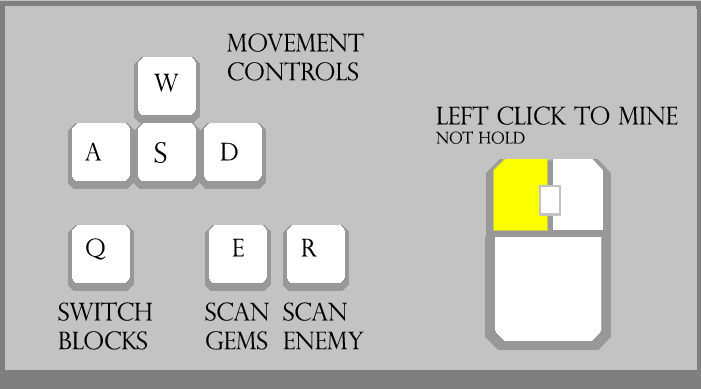 MOVEMENT
CONTROLS
W
A S D
LEFT CLICK TO MINE
NOT HOLD
Q E R
SWITCH
BLOCKS
SCAN
GEMS
SCAN
ENEMY